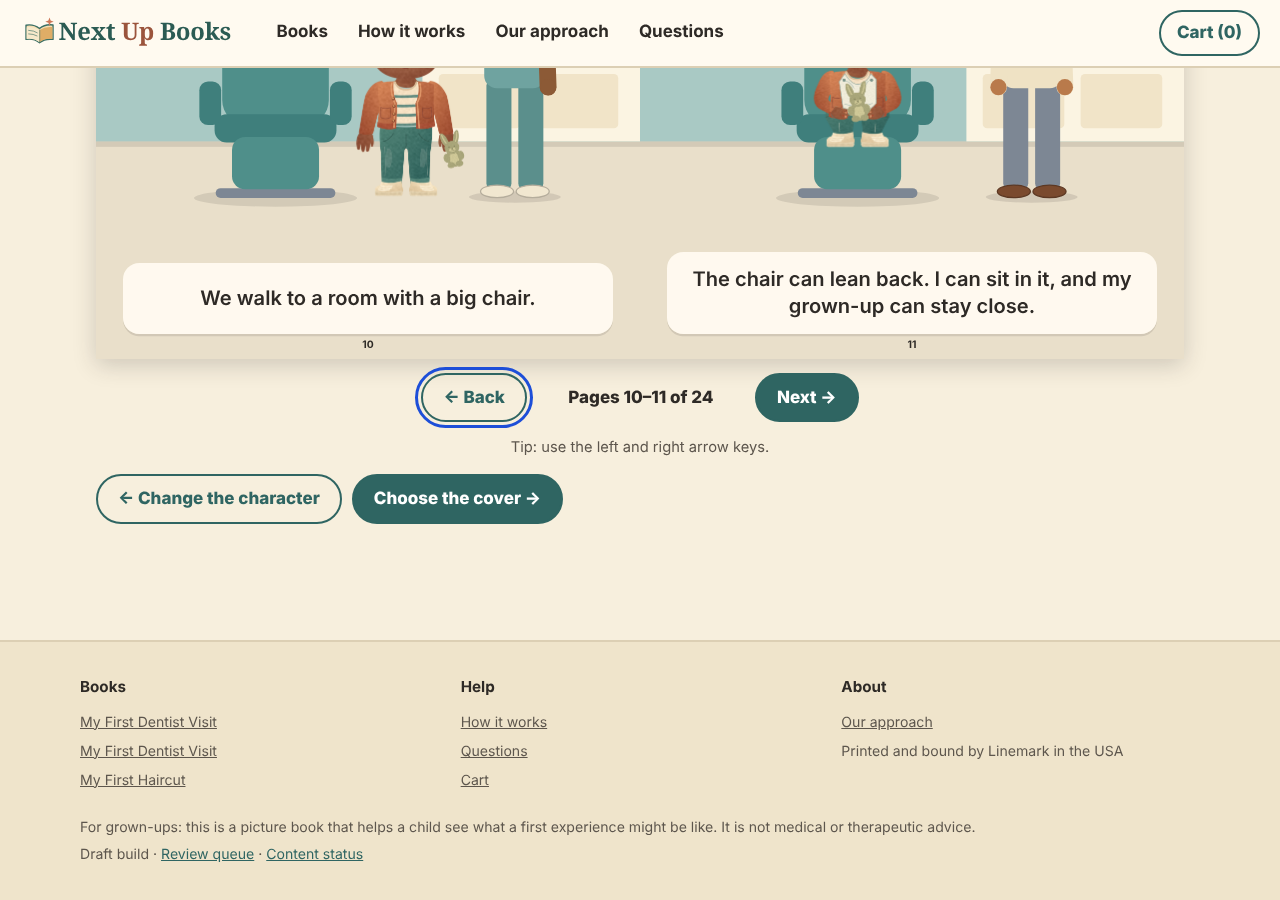 Next Up Books
Books
How it works
Our approach
Questions
Cart (0)
We walk to a room with a big chair.
10
The chair can lean back. I can sit in it, and my
grown-up can stay close.
11
← Back
Pages 10–11 of 24
Next →
Tip: use the left and right arrow keys.
← Change the character
Choose the cover →
Books
My First Dentist Visit
My First Dentist Visit
My First Haircut
Help
How it works
Questions
Cart
About
Our approach
Printed and bound by Linemark in the USA
For grown-ups: this is a picture book that helps a child see what a first experience might be like. It is not medical or therapeutic advice.
Draft build · Review queue · Content status